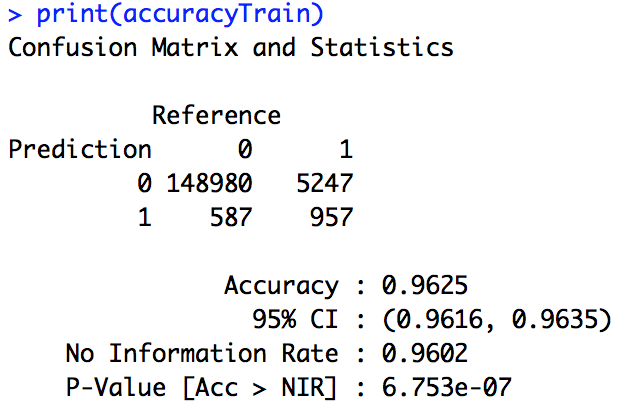 > print(accuracyTrain)
Confusion Matrix and Statistics
Reference
Prediction 0 1
0 148980 5247
1 587 957
Accuracy : 0.9625
95% CI : (0.9616, 0.9635)
No Information Rate : 0.9602
P-Value [Acc > NIR] : 6.753e-07